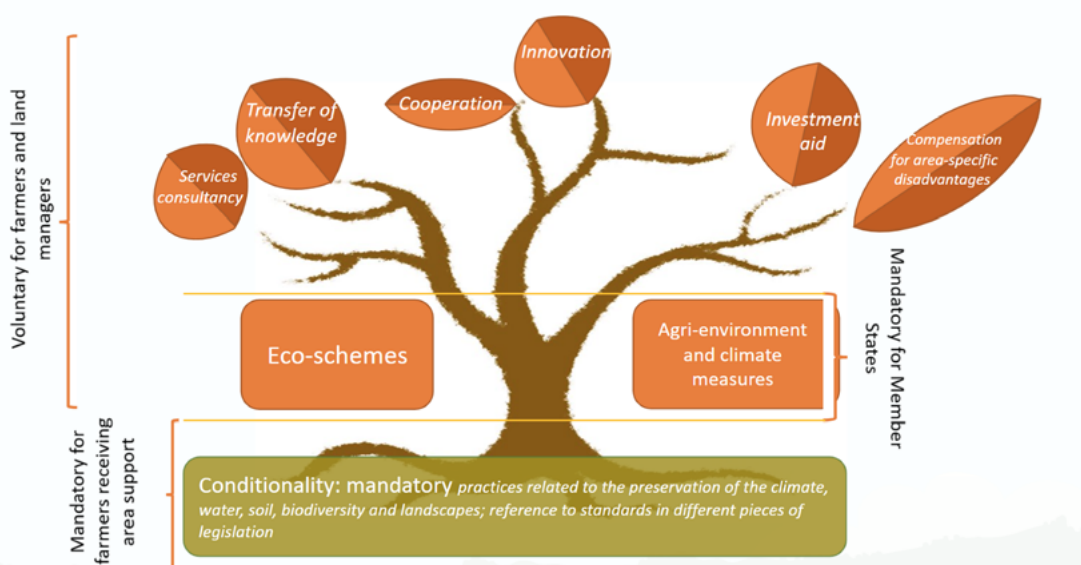 Innovation
Transfer of
knowledge
Cooperation
Investment
aid
Compensation
for area-specific
disadvantages
Services
consultancy
Voluntary for farmers and land
managers
Eco-schemes
Agri-environment
and climate
measures
Mandatory for Member
States
Mandatory for
farmers receiving
area support
Conditionality: mandatory practices related to the preservation of the climate,
water, soil, biodiversity and landscapes; reference to standards in different pieces of
legislation